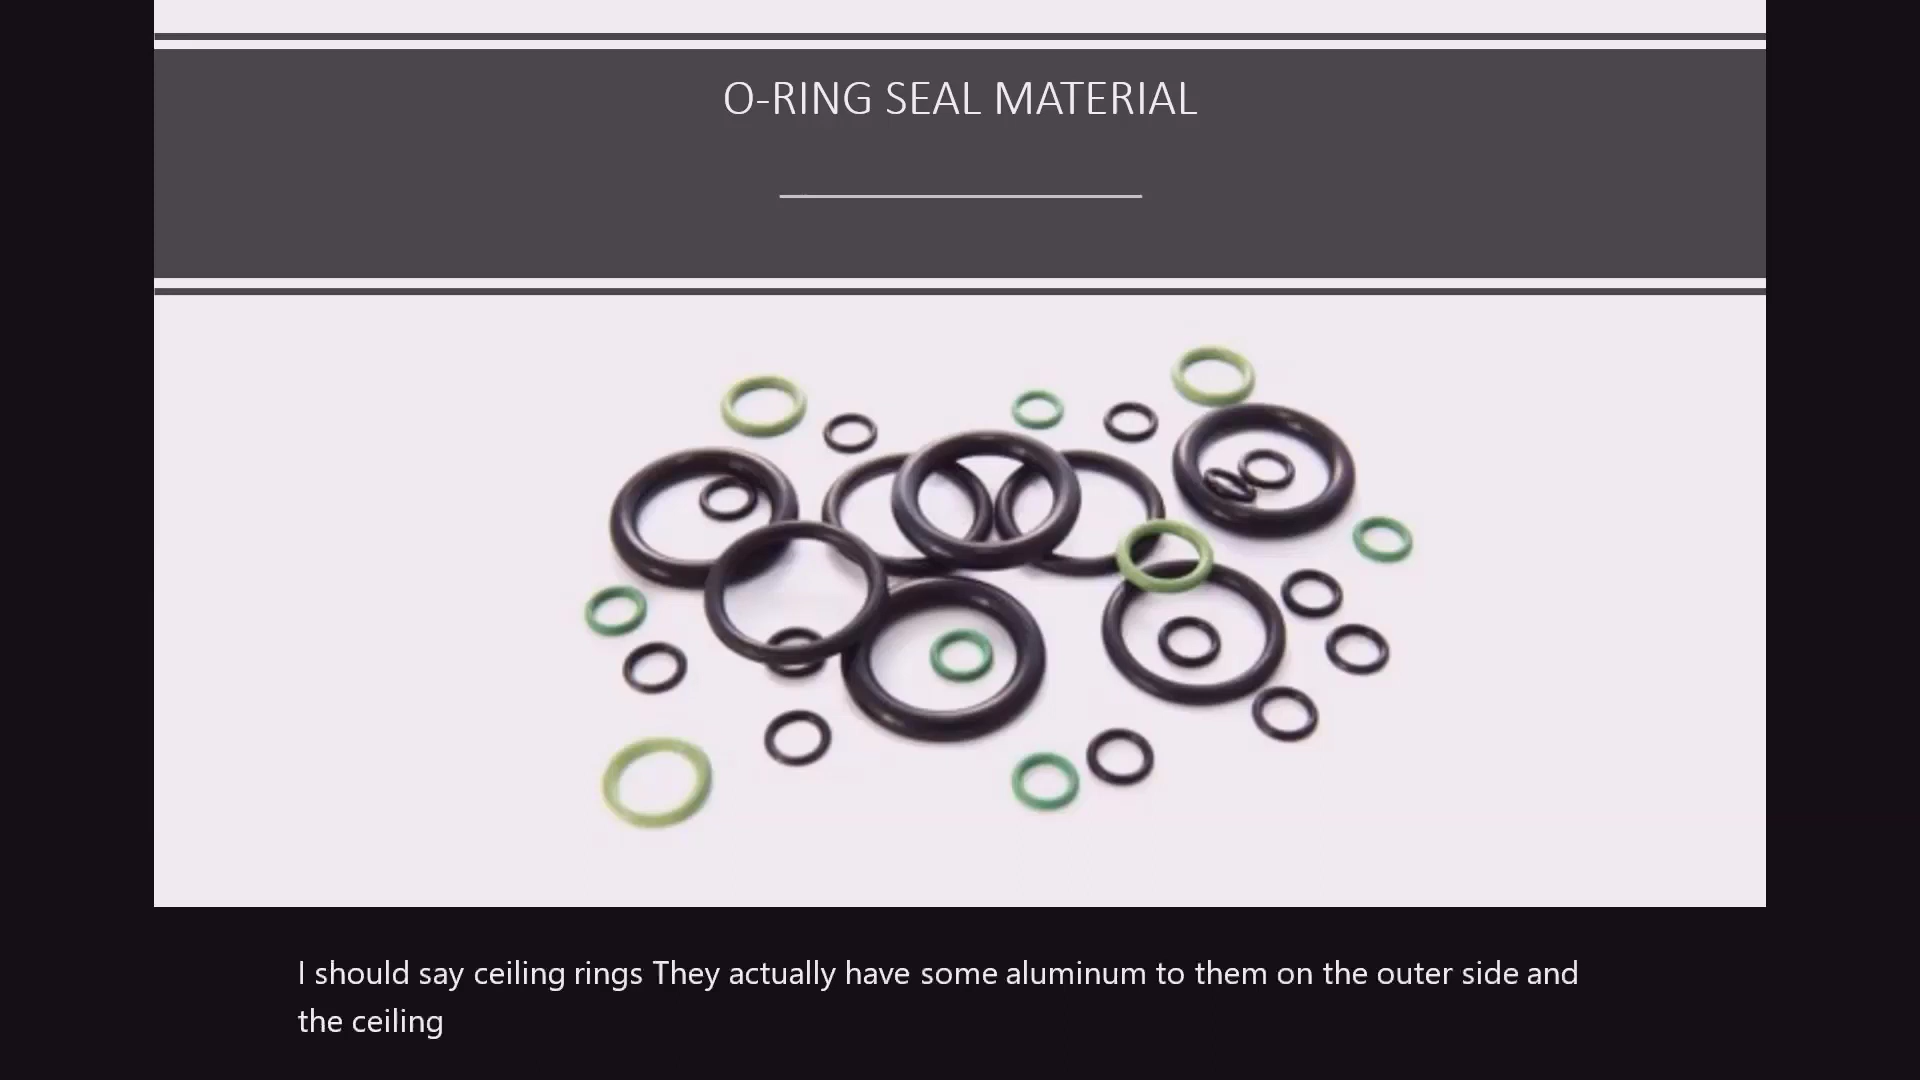 O-RING SEAL MATERIAL
I should say ceiling rings They actually have some aluminum to them on the outer side and
the ceiling